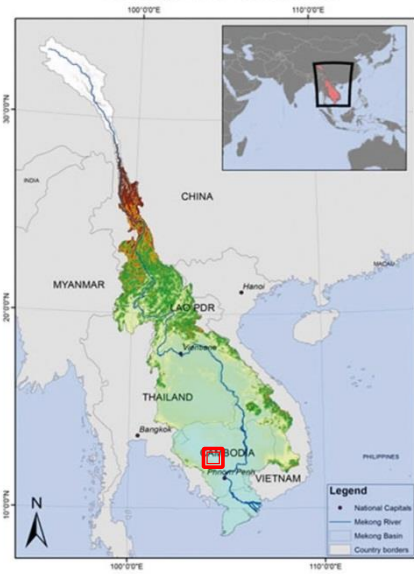 100°0'0"E 110°0'0"E
30°0'0"N
INDIA
CHINA
MACAU
MYANMAR
Hanoi
20°0'0"N
LAO PDR
Vientiane
THAILAND
Bangkok
CAMBODIA
PHILIPPINES
Phnom Penh
VIETNAM
10°0'0"N
N
Legend
National Capitals
Mekong River
Mekong Basin
Country borders
100°0'0"E 110°0'0"E